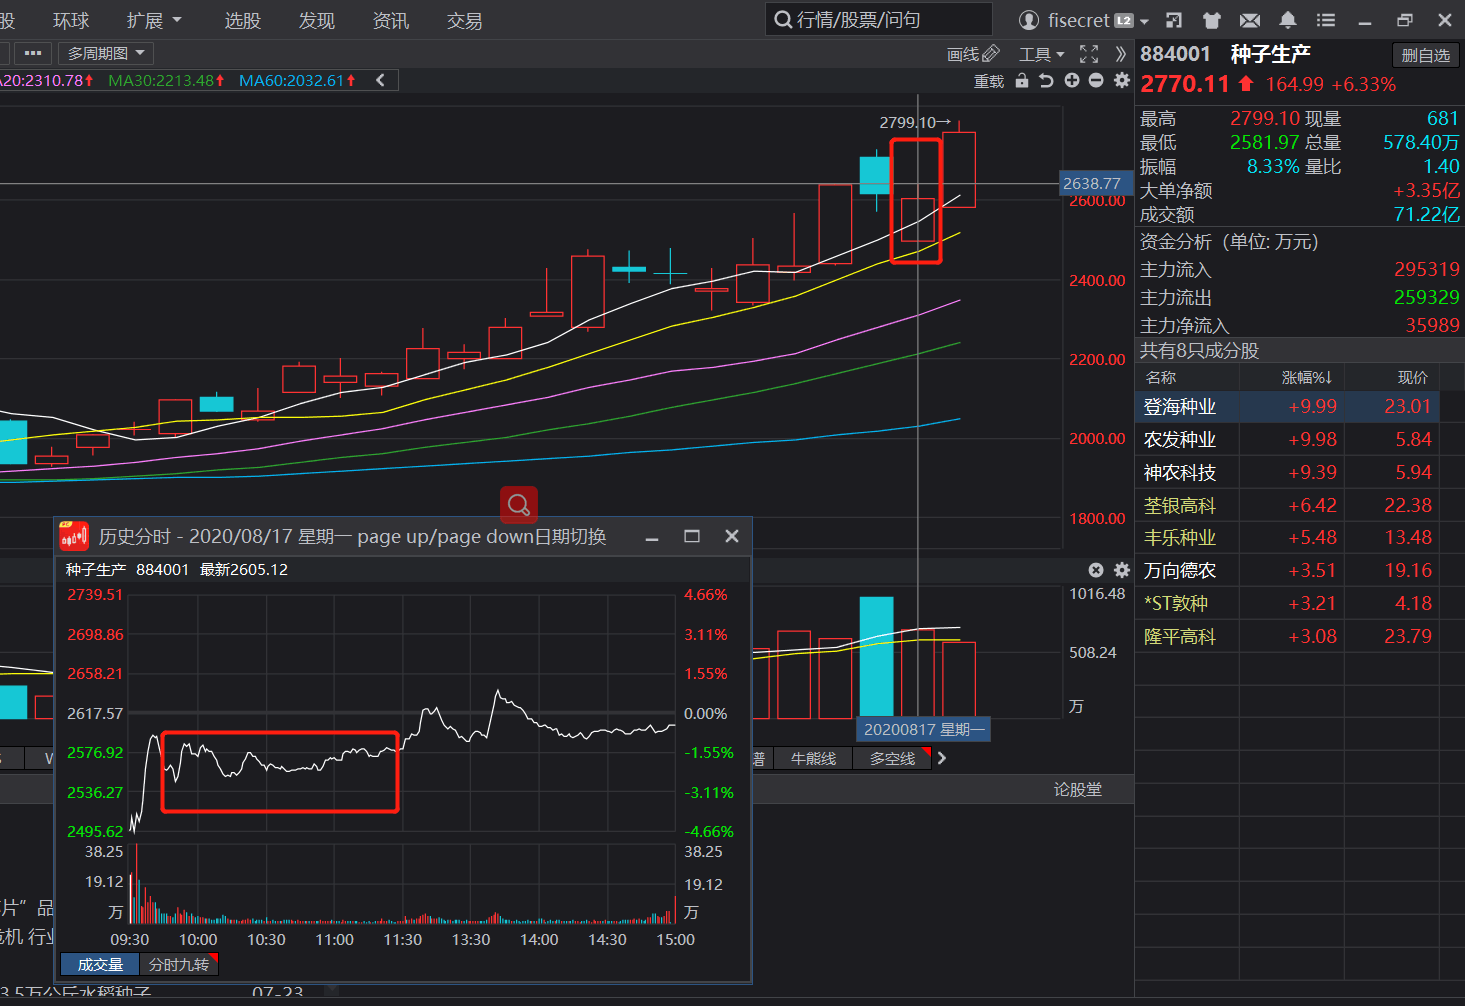 股 环球 扩展 选股 发现 资讯 交易 行情/股票/问句 fisecret L2
••• 多周期图 画线 工具 »
A20:2310.78↑ MA30:2213.48↑ MA60:2032.61↑ 重载
884001 种子生产 删自选
2770.11 164.99 +6.33%
最高 2799.10 现量 681
最低 2581.97 总量 578.40万
振幅 8.33% 量比 1.40
大单净额 +3.35亿
成交额 71.22亿
资金分析 (单位: 万元)
主力流入 295319
主力流出 259329
主力净流入 35989
共有8只成分股
名称 涨幅%↓ 现价
登海种业 +9.99 23.01
农发种业 +9.98 5.84
神农科技 +9.39 5.94
荃银高科 +6.42 22.38
丰乐种业 +5.48 13.48
万向德农 +3.51 19.16
*ST敦种 +3.21 4.18
隆平高科 +3.08 23.79
2799.10→
2638.77
2600.00
2400.00
2200.00
2000.00
1800.00
1016.48
508.24
万
20200817 星期一
谱 牛熊线 多空线
论股堂
历史分时 - 2020/08/17 星期一 page up/page down日期切换
种子生产 884001 最新2605.12
2739.51 4.66%
2698.86 3.11%
2658.21 1.55%
2617.57 0.00%
2576.92 -1.55%
2536.27 -3.11%
2495.62 -4.66%
38.25 38.25
19.12 19.12
万 万
09:30 10:00 10:30 11:00 11:30 13:30 14:00 14:30 15:00
成交量 分时九转
W
片” 品
危机 行业
3.5万公斤水稻种子 07-23